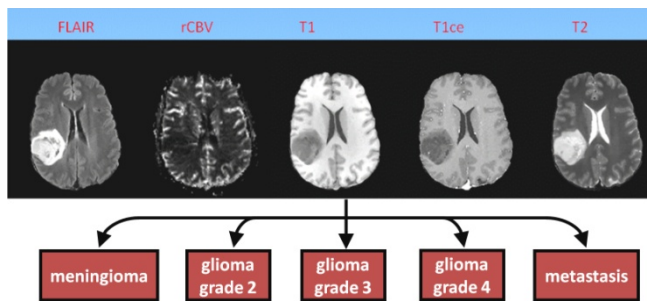 FLAIR rCBV T1 T1ce T2
meningioma
glioma
grade 2
glioma
grade 3
glioma
grade 4
metastasis